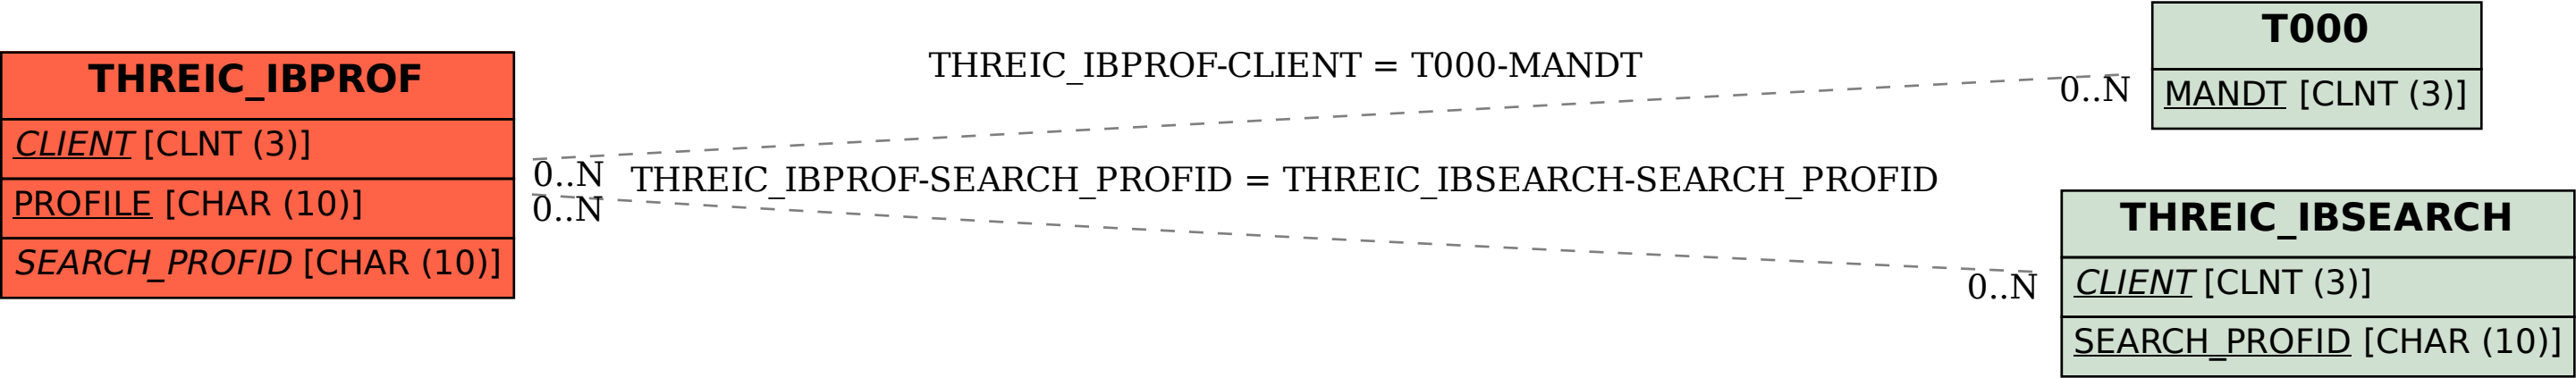 THREIC_IBPROF
CLIENT [CLNT (3)]
PROFILE [CHAR (10)]
SEARCH_PROFID [CHAR (10)]
THREIC_IBPROF-CLIENT = T000-MANDT
0..N
0..N
THREIC_IBPROF-SEARCH_PROFID = THREIC_IBSEARCH-SEARCH_PROFID
0..N
0..N
T000
MANDT [CLNT (3)]
THREIC_IBSEARCH
CLIENT [CLNT (3)]
SEARCH_PROFID [CHAR (10)]